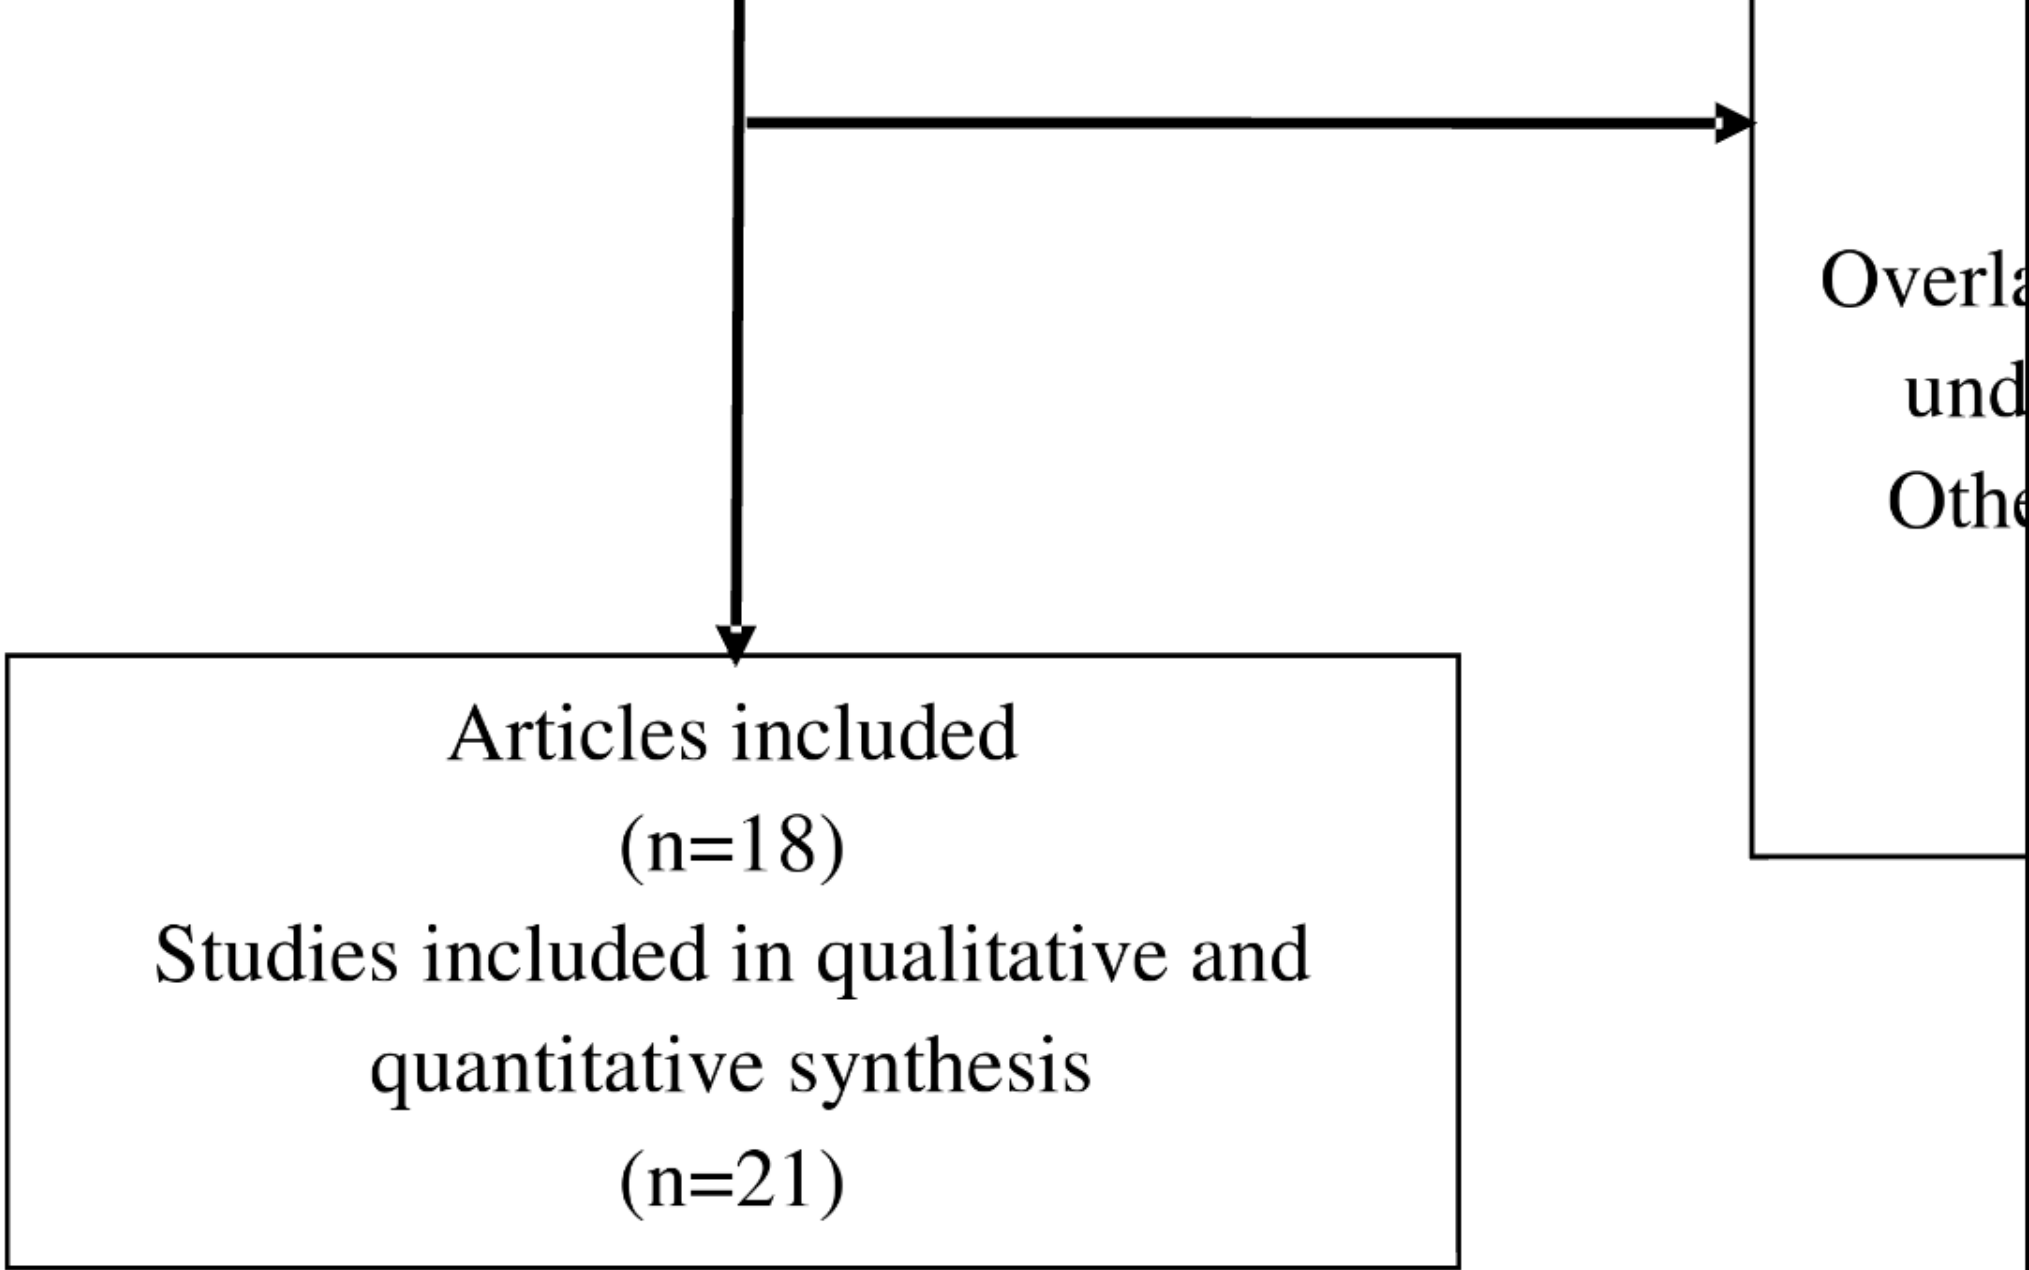 Articles included
(n=18)
Studies included in qualitative and
quantitative synthesis
(n=21)